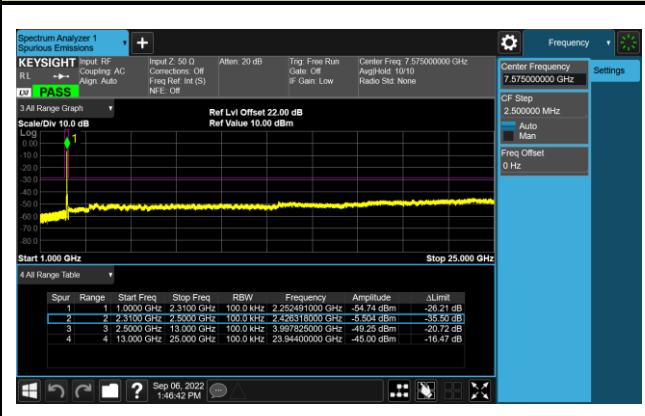 Spectrum Analyzer 1
Spurious Emissions
Frequency
KEYSIGHT
RL
Input: RF
Coupling: AC
Align: Auto
Input Z: 50 Ω
Corrections: Off
Freq Ref: Int (S)
NFE: Off
Atten: 20 dB
Trig: Free Run
Gate: Off
IF Gain: Low
Center Freq: 7.575000000 GHz
Avg|Hold: 10/10
Radio Std: None
LXI
PASS
3 All Range Graph
Scale/Div 10.0 dB
Ref Lvl Offset 22.00 dB
Ref Value 10.00 dBm
Log
1
0.00
-10.0
-20.0
-30.0
-40.0
-50.0
-60.0
-70.0
-80.0
Start 1.000 GHz
Stop 25.000 GHz
4 All Range Table
Spur Range Start Freq Stop Freq RBW Frequency Amplitude ΔLimit
1 1 1.0000 GHz 2.3100 GHz 100.0 kHz 2.252491000 GHz -54.74 dBm -26.21 dB
2 2 2.3100 GHz 2.5000 GHz 100.0 kHz 2.426318000 GHz -5.504 dBm -35.50 dB
3 3 2.5000 GHz 13.000 GHz 100.0 kHz 3.997825000 GHz -49.25 dBm -20.72 dB
4 4 13.000 GHz 25.000 GHz 100.0 kHz 23.94400000 GHz -45.00 dBm -16.47 dB
Center Frequency
7.575000000 GHz
Settings
CF Step
2.500000 MHz
Auto
Man
Freq Offset
0 Hz
?
Sep 06, 2022
1:46:42 PM